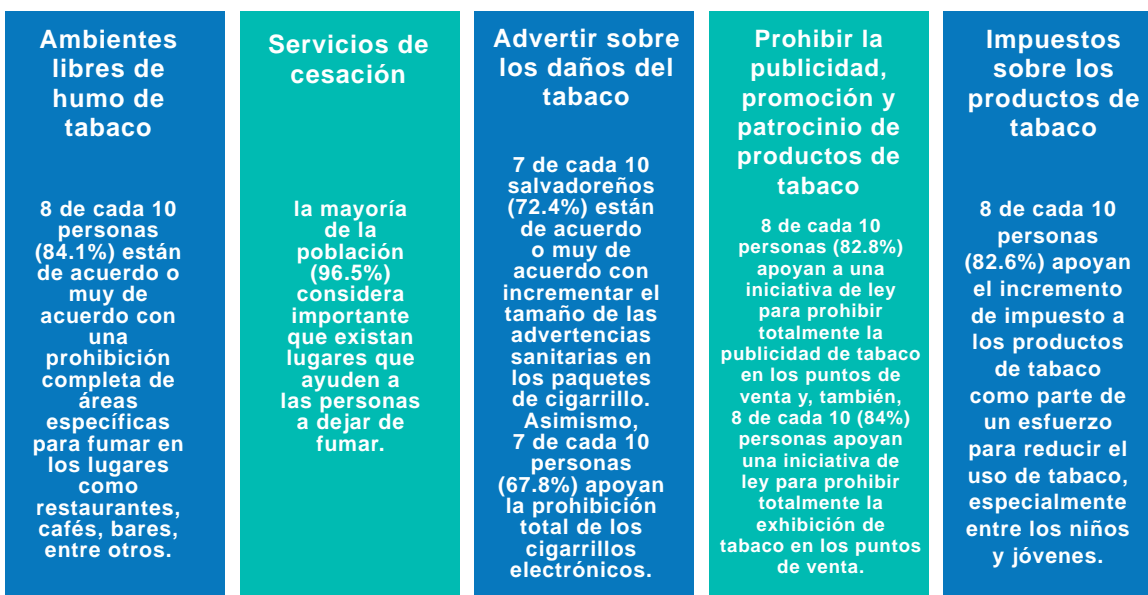 Ambientes
libres de
humo de
tabaco
8 de cada 10
personas
(84.1%) están
de acuerdo o
muy de
acuerdo con
una
prohibición
completa de
áreas
específicas
para fumar en
los lugares
como
restaurantes,
cafés, bares,
entre otros.
Servicios de
cesación
la mayoría
de la
población
(96.5%)
considera
importante
que existan
lugares que
ayuden a
las personas
a dejar de
fumar.
Advertir sobre
los daños del
tabaco
7 de cada 10
salvadoreños
(72.4%) están
de acuerdo
o muy de
acuerdo con
incrementar el
tamaño de las
advertencias
sanitarias en
los paquetes
de cigarrillo.
Asimismo,
7 de cada 10
personas
(67.8%) apoyan
la prohibición
total de los
cigarrillos
electrónicos.
Prohibir la
publicidad,
promoción y
patrocinio de
productos de
tabaco
8 de cada 10
personas (82.8%)
apoyan a una
iniciativa de ley
para prohibir
totalmente la
publicidad de tabaco
en los puntos de
venta y, también,
8 de cada 10 (84%)
personas apoyan
una iniciativa de
ley para prohibir
totalmente la
exhibición de
tabaco en los puntos
de venta.
Impuestos
sobre los
productos de
tabaco
8 de cada 10
personas
(82.6%) apoyan
el incremento
de impuesto a
los productos
de tabaco
como parte de
un esfuerzo
para reducir el
uso de tabaco,
especialmente
entre los niños
y jóvenes.